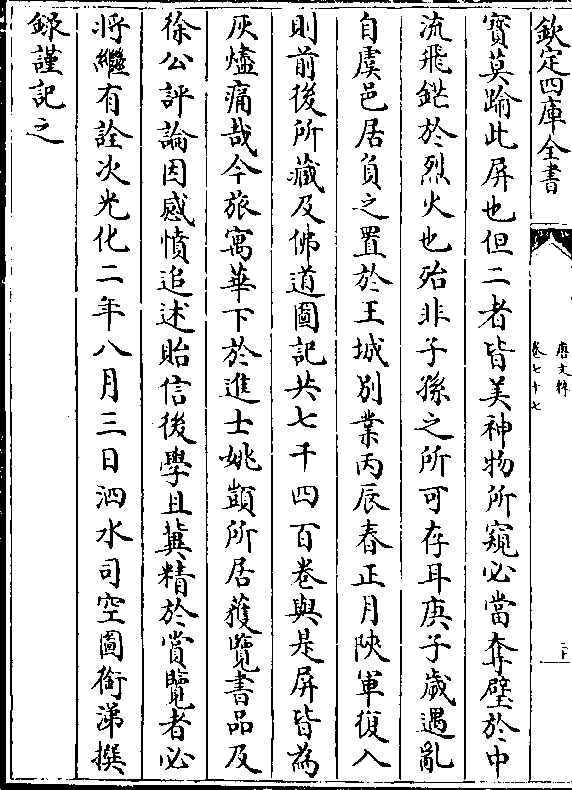 欽定四庫全書
唐文粹
卷七十七
寳莫踰此屏也但二者皆美神物所窺必當奪璧於中
流飛鋩於烈火也殆非子孫之所可存耳庚子歲遇亂
自虞邑居負之置於王城別業丙辰春正月陜軍復入
則前後所藏及佛道圖記共七千四百卷與是屏皆為
灰燼痛哉今旅寓華下於進士姚顗所居獲覽書品及
徐公評論因感憤追述貽信後學且冀精於賞覽者必
將繼有詮次光化二年八月三日泗水司空圖銜涕撰
録謹記之